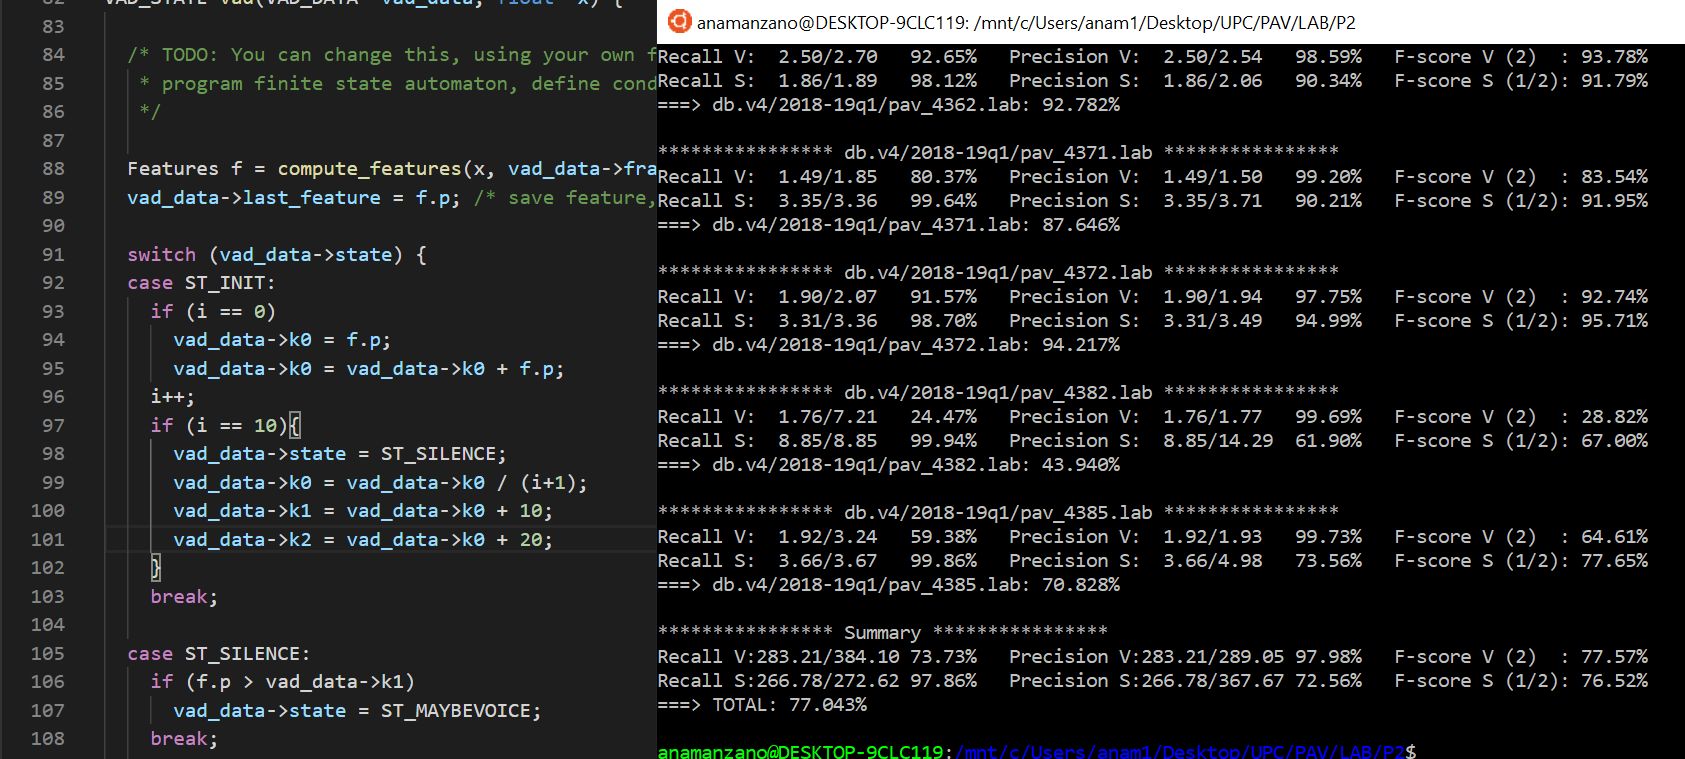 82 VAD_STATE vad(VAD_DATA *vad_data, float *x) {
83
84 /* TODO: You can change this, using your own f
85 * program finite state automaton, define cond
86 */
87
88 Features f = compute_features(x, vad_data->fra
89 vad_data->last_feature = f.p; /* save feature,
90
91 switch (vad_data->state) {
92 case ST_INIT:
93 if (i == 0)
94 vad_data->k0 = f.p;
95 vad_data->k0 = vad_data->k0 + f.p;
96 i++;
97 if (i == 10){
98 vad_data->state = ST_SILENCE;
99 vad_data->k0 = vad_data->k0 / (i+1);
100 vad_data->k1 = vad_data->k0 + 10;
101 vad_data->k2 = vad_data->k0 + 20;
102 }
103 break;
104
105 case ST_SILENCE:
106 if (f.p > vad_data->k1)
107 vad_data->state = ST_MAYBEVOICE;
108 break;
anamanzano@DESKTOP-9CLC119: /mnt/c/Users/anam1/Desktop/UPC/PAV/LAB/P2
Recall V: 2.50/2.70 92.65% Precision V: 2.50/2.54 98.59% F-score V (2) : 93.78%
Recall S: 1.86/1.89 98.12% Precision S: 1.86/2.06 90.34% F-score S (1/2): 91.79%
===> db.v4/2018-19q1/pav_4362.lab: 92.782%
**************** db.v4/2018-19q1/pav_4371.lab ****************
Recall V: 1.49/1.85 80.37% Precision V: 1.49/1.50 99.20% F-score V (2) : 83.54%
Recall S: 3.35/3.36 99.64% Precision S: 3.35/3.71 90.21% F-score S (1/2): 91.95%
===> db.v4/2018-19q1/pav_4371.lab: 87.646%
**************** db.v4/2018-19q1/pav_4372.lab ****************
Recall V: 1.90/2.07 91.57% Precision V: 1.90/1.94 97.75% F-score V (2) : 92.74%
Recall S: 3.31/3.36 98.70% Precision S: 3.31/3.49 94.99% F-score S (1/2): 95.71%
===> db.v4/2018-19q1/pav_4372.lab: 94.217%
**************** db.v4/2018-19q1/pav_4382.lab ****************
Recall V: 1.76/7.21 24.47% Precision V: 1.76/1.77 99.69% F-score V (2) : 28.82%
Recall S: 8.85/8.85 99.94% Precision S: 8.85/14.29 61.90% F-score S (1/2): 67.00%
===> db.v4/2018-19q1/pav_4382.lab: 43.940%
**************** db.v4/2018-19q1/pav_4385.lab ****************
Recall V: 1.92/3.24 59.38% Precision V: 1.92/1.93 99.73% F-score V (2) : 64.61%
Recall S: 3.66/3.67 99.86% Precision S: 3.66/4.98 73.56% F-score S (1/2): 77.65%
===> db.v4/2018-19q1/pav_4385.lab: 70.828%
**************** Summary ****************
Recall V:283.21/384.10 73.73% Precision V:283.21/289.05 97.98% F-score V (2) : 77.57%
Recall S:266.78/272.62 97.86% Precision S:266.78/367.67 72.56% F-score S (1/2): 76.52%
===> TOTAL: 77.043%
anamanzano@DESKTOP-9CLC119:/mnt/c/Users/anam1/Desktop/UPC/PAV/LAB/P2$